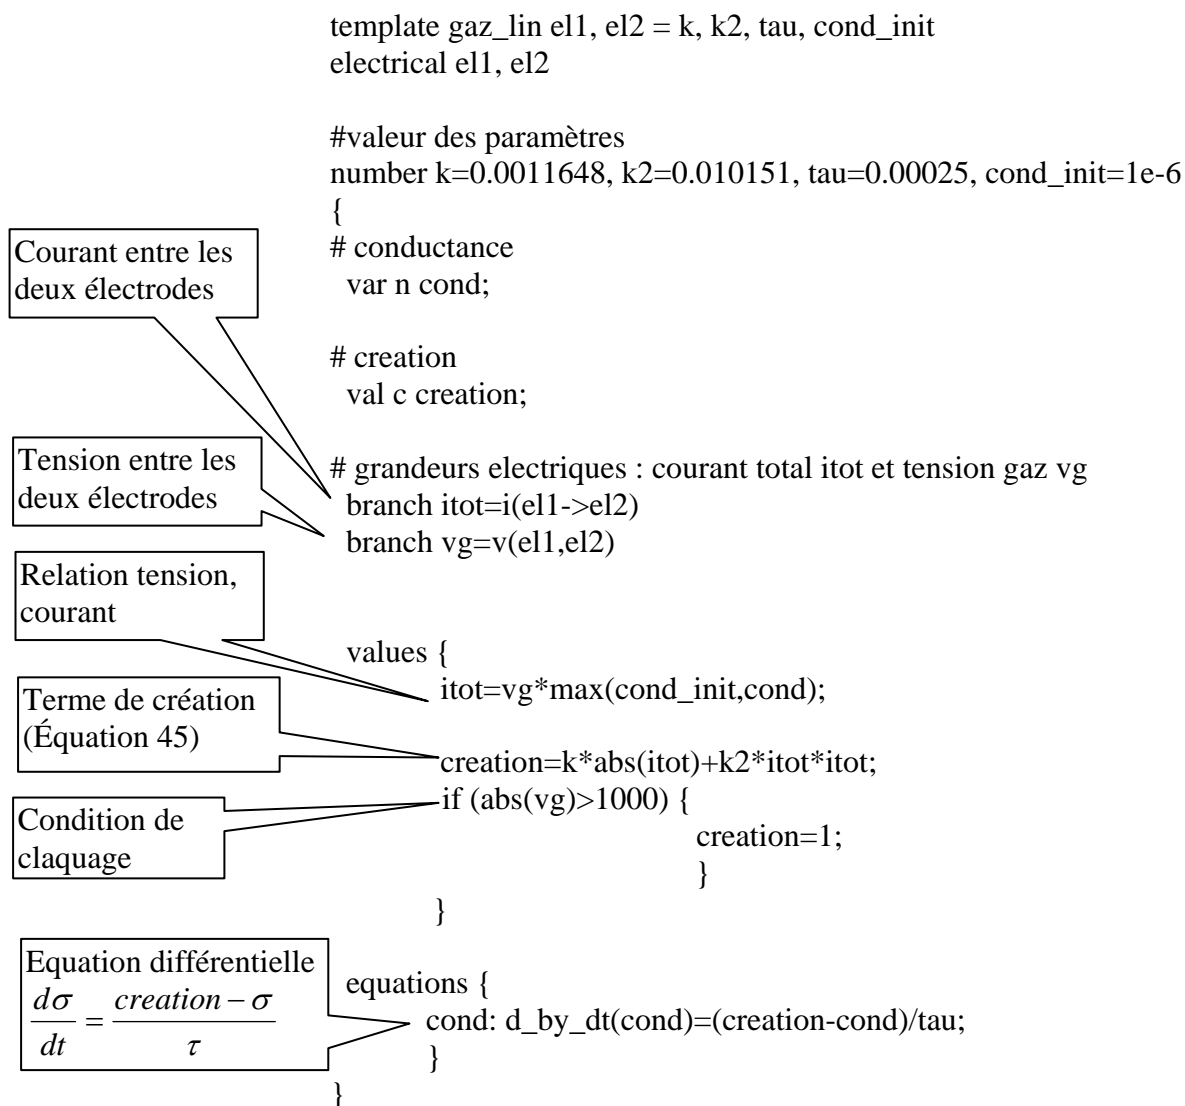 template gaz_lin el1, el2 = k, k2, tau, cond_init
electrical el1, el2
#valeur des paramètres
number k=0.0011648, k2=0.010151, tau=0.00025, cond_init=1e-6
{
Courant entre les
deux électrodes
# conductance
var n cond;
# creation
val c creation;
Tension entre les
deux électrodes
# grandeurs electriques : courant total itot et tension gaz vg
branch itot=i(el1->el2)
branch vg=v(el1,el2)
Relation tension,
courant
values {
itot=vg*max(cond_init,cond);
Terme de création
(Équation 45)
creation=k*abs(itot)+k2*itot*itot;
Condition de
claquage
if (abs(vg)>1000) {
creation=1;
}
}
Equation différentielle
dσ/dt = (creation − σ)/τ
equations {
cond: d_by_dt(cond)=(creation-cond)/tau;
}
}